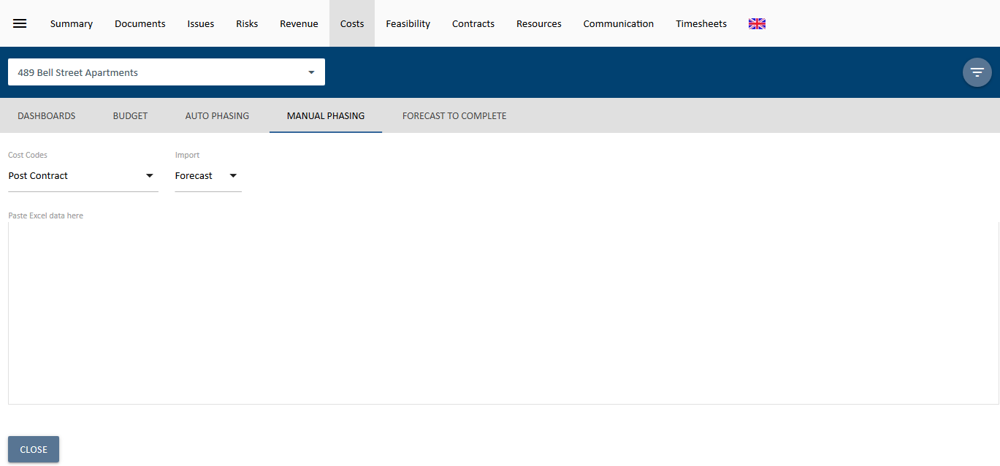 Summary Documents Issues Risks Revenue Costs Feasibility Contracts Resources Communication Timesheets
489 Bell Street Apartments
DASHBOARDS BUDGET AUTO PHASING MANUAL PHASING FORECAST TO COMPLETE
Cost Codes Import
Post Contract Forecast
Paste Excel data here
CLOSE